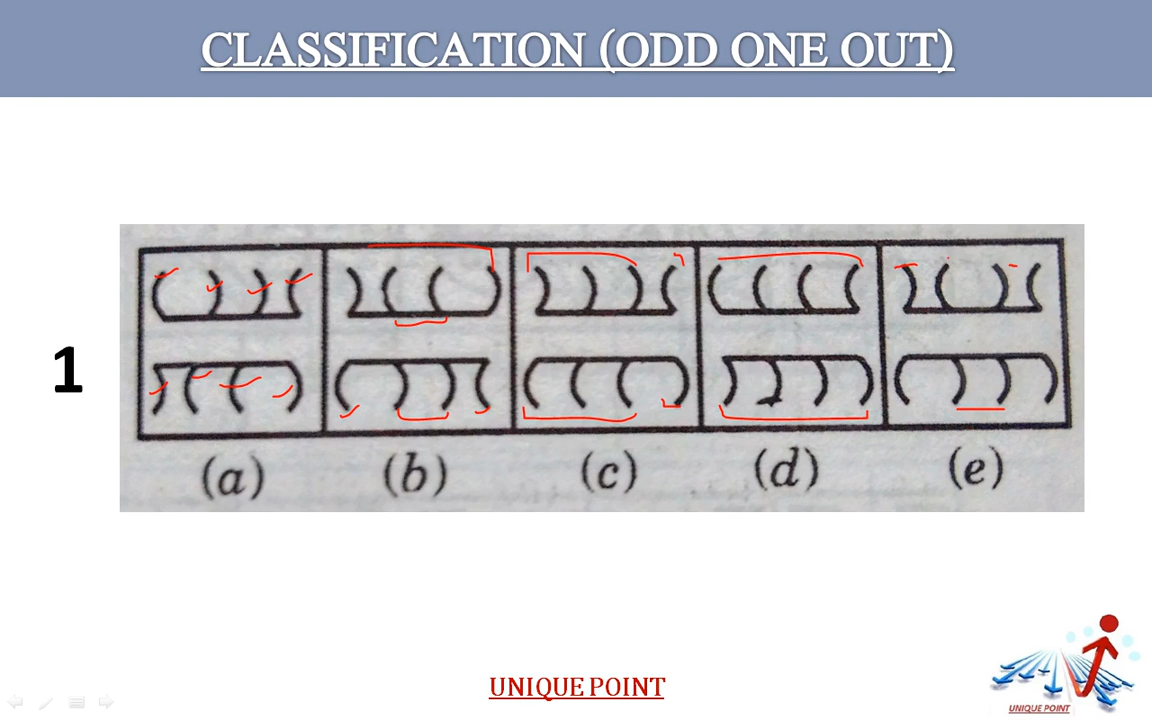 CLASSIFICATION (ODD ONE OUT)
1
(a) (b) (c) (d) (e)
UNIQUE POINT
UNIQUE POINT